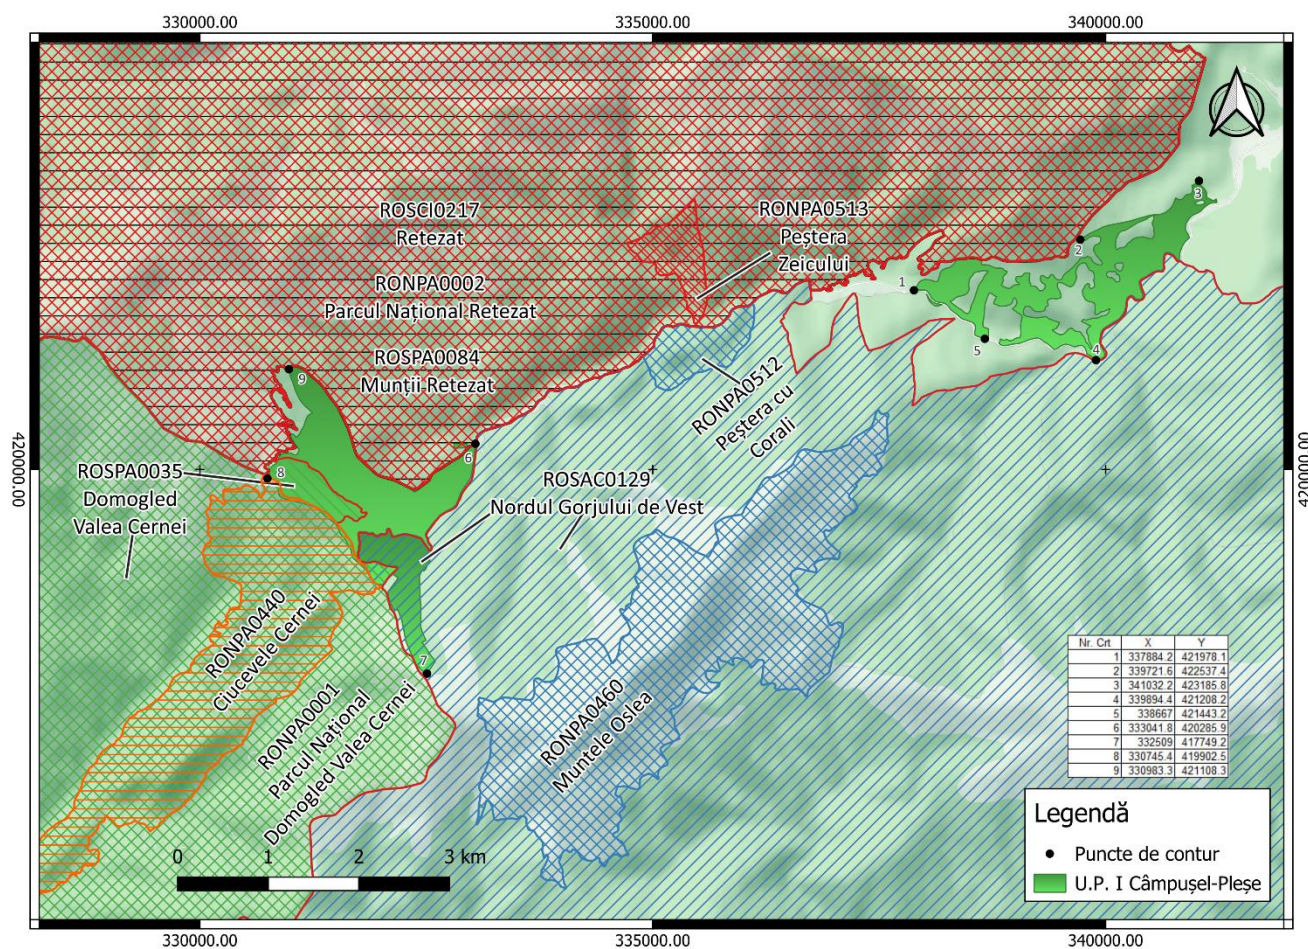 330000.00 335000.00 340000.00
ROSCI0217
Retezat
RONPA0513
Peștera
Zeicului
RONPA0002
Parcul Național Retezat
ROSPA0084
Munții Retezat
3
2
1
5
4
RONPA0512
Peștera cu
Corali
9
6
8
420000.00
420000.00
ROSPA0035
Domogled
Valea Cernei
ROSAC0129
Nordul Gorjului de Vest
RONPA0440
Ciucevele Cernei
7
RONPA0001
Parcul Național
Domogled Valea Cernei
RONPA0460
Muntele Oslea
Nr. Crt X Y
1 337884.2 421978.1
2 339721.6 422537.4
3 341032.2 423185.8
4 339894.4 421208.2
5 338667 421443.2
6 333041.8 420285.9
7 332509 417749.2
8 330745.4 419902.5
9 330983.3 421108.3
Legendă
Puncte de contur
U.P. I Câmpușel-Pleșe
0 1 2 3 km
330000.00 335000.00 340000.00